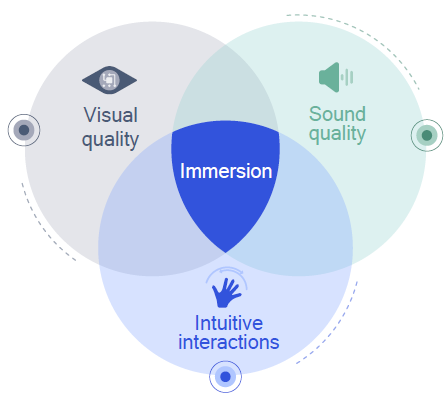 Visual
quality
Sound
quality
Immersion
Intuitive
interactions